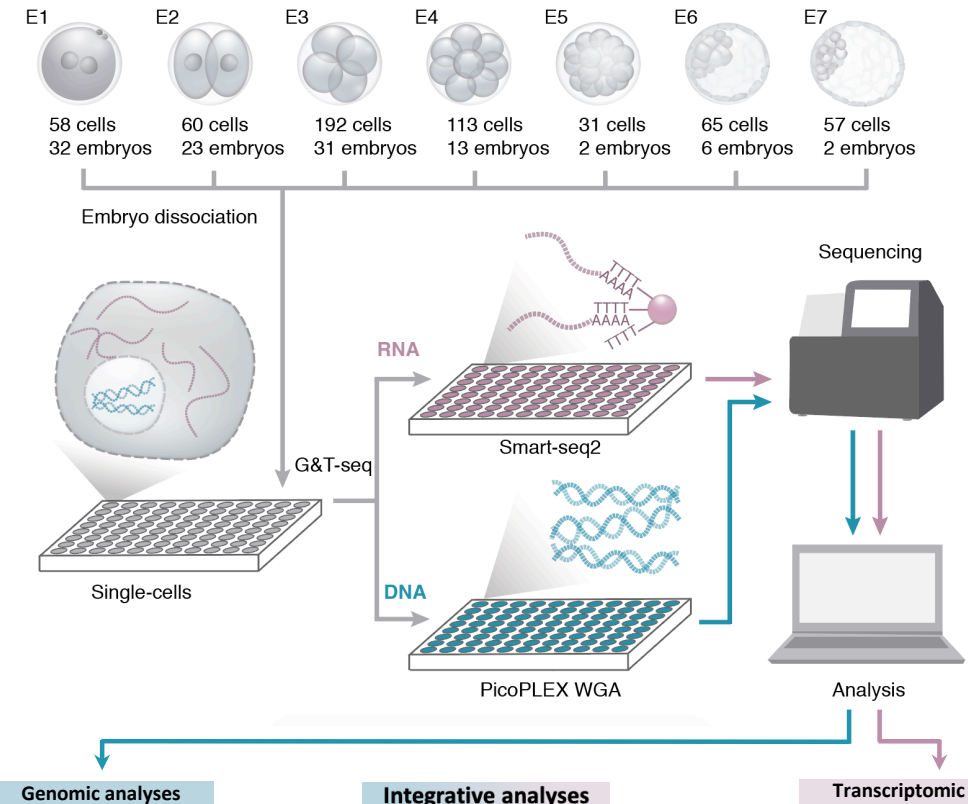 E1 E2 E3 E4 E5 E6 E7
58 cells 60 cells 192 cells 113 cells 31 cells 65 cells 57 cells
32 embryos 23 embryos 31 embryos 13 embryos 2 embryos 6 embryos 2 embryos
Embryo dissociation
Sequencing
TTTT
AAAA
TTTT
AAAA
TTTT
RNA
Smart-seq2
G&T-seq
Single-cells
DNA
PicoPLEX WGA
Analysis
Genomic analyses
Integrative analyses
Transcriptomic